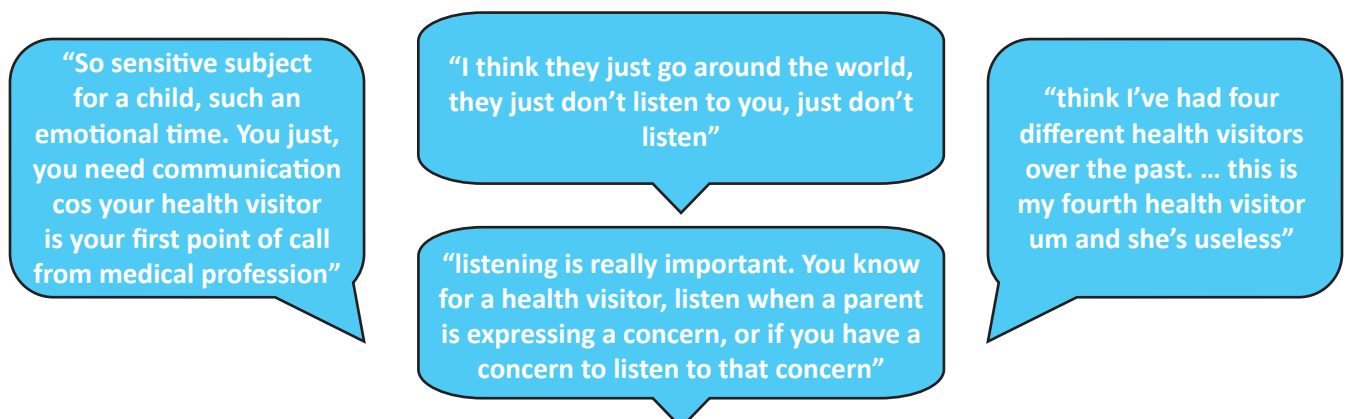 “So sensitive subject
for a child, such an
emotional time. You just,
you need communication
cos your health visitor
is your first point of call
from medical profession”
“I think they just go around the world,
they just don’t listen to you, just don’t
listen”
“listening is really important. You know
for a health visitor, listen when a parent
is expressing a concern, or if you have a
concern to listen to that concern”
“think I’ve had four
different health visitors
over the past. ... this is
my fourth health visitor
um and she’s useless”